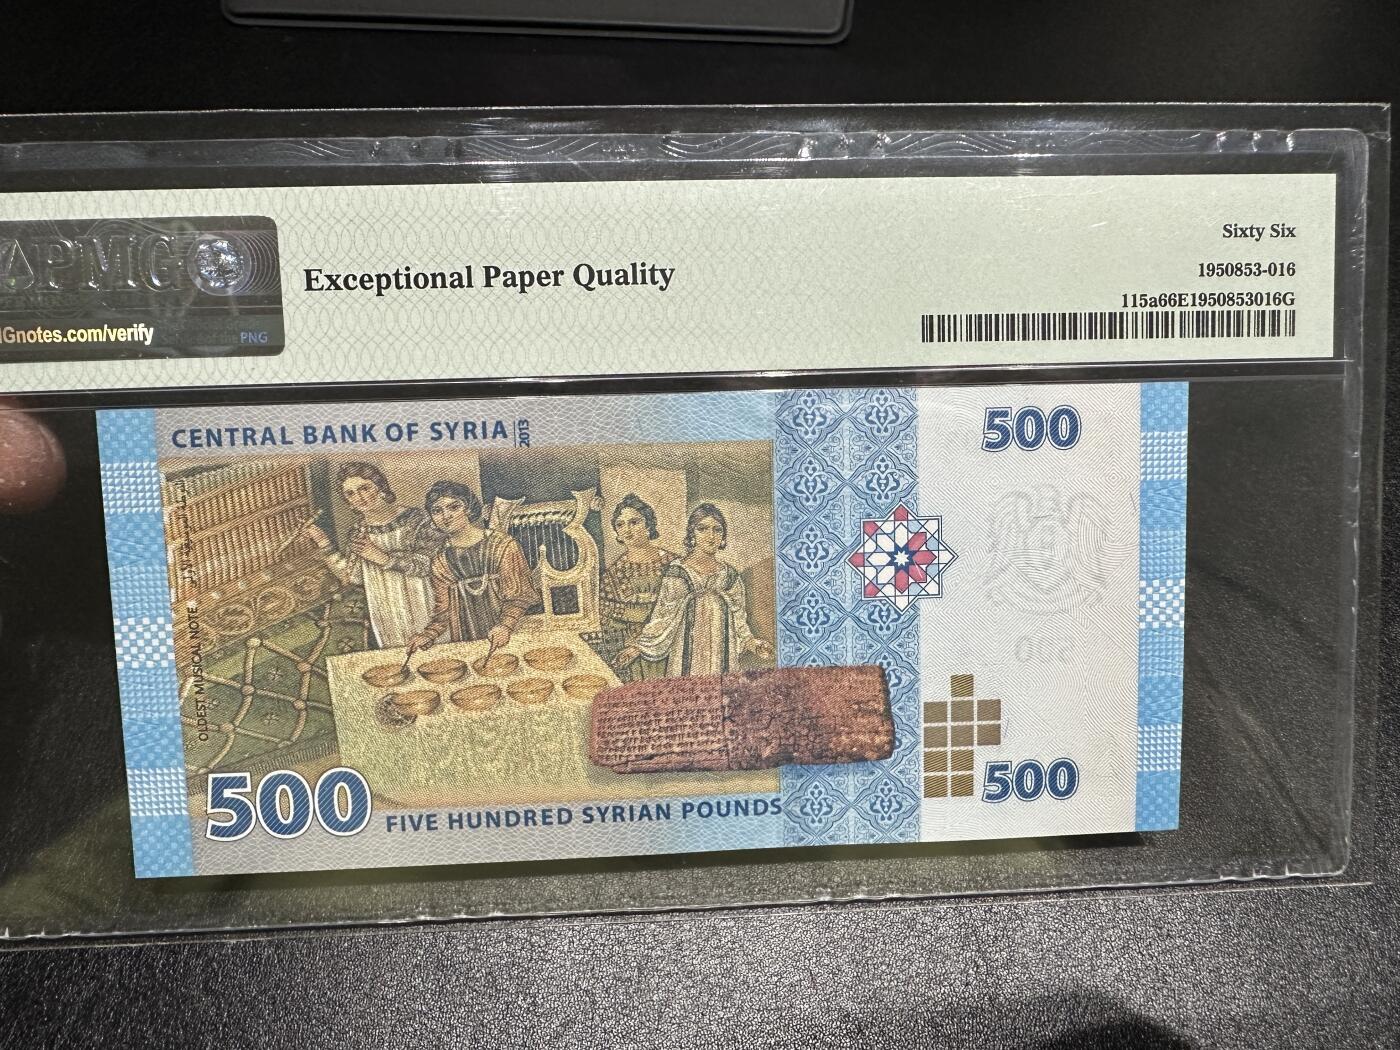 PMG
Gnotes.com/verify
PNG
Exceptional Paper Quality
Sixty Six
1950853-016
115a66E1950853016G
CENTRAL BANK OF SYRIA 2013
500
OLDEST MUSICAL NOTE
500
500
500
FIVE HUNDRED SYRIAN POUNDS